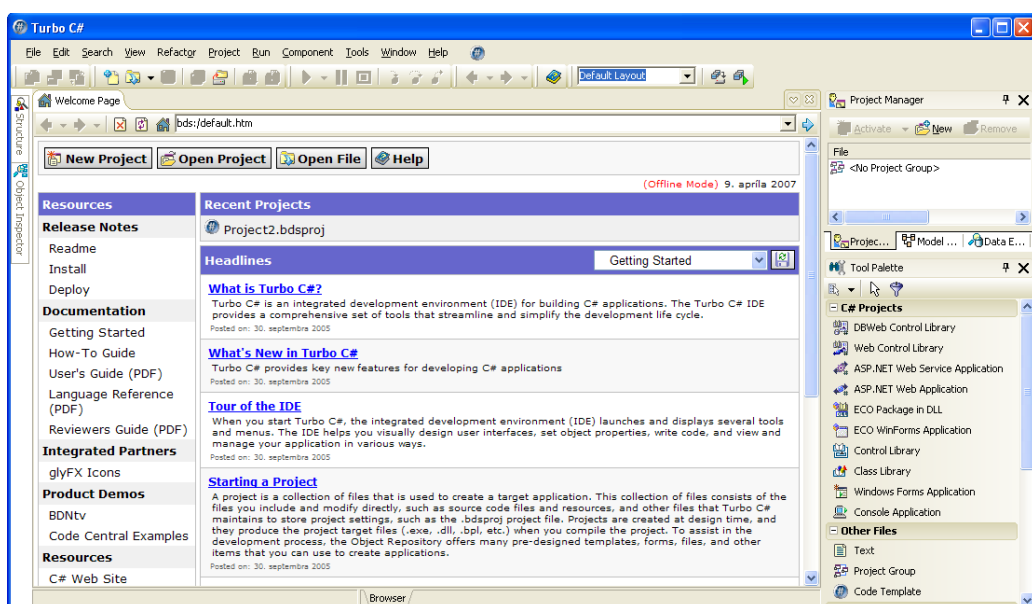 Turbo C#
File Edit Search View Refactor Project Run Component Tools Window Help
Default Layout
Welcome Page
bds:/default.htm
Structure
Object Inspector
New Project Open Project Open File Help
(Offline Mode) 9. apríla 2007
Resources
Release Notes
Readme
Install
Deploy
Documentation
Getting Started
How-To Guide
User's Guide (PDF)
Language Reference
(PDF)
Reviewers Guide (PDF)
Integrated Partners
glyFX Icons
Product Demos
BDNtv
Code Central Examples
Resources
C# Web Site
Recent Projects
Project2.bdsproj
Headlines Getting Started
What is Turbo C#?
Turbo C# is an integrated development environment (IDE) for building C# applications. The Turbo C# IDE
provides a comprehensive set of tools that streamline and simplify the development life cycle.
Posted on: 30. septembra 2005
What's New in Turbo C#
Turbo C# provides key new features for developing C# applications
Posted on: 30. septembra 2005
Tour of the IDE
When you start Turbo C#, the integrated development environment (IDE) launches and displays several tools
and menus. The IDE helps you visually design user interfaces, set object properties, write code, and view and
manage your application in various ways.
Posted on: 30. septembra 2005
Starting a Project
A project is a collection of files that is used to create a target application. This collection of files consists of the
files you include and modify directly, such as source code files and resources, and other files that Turbo C#
maintains to store project settings, such as the .bdsproj project file. Projects are created at design time, and
they produce the project target files (.exe, .dll, .bpl, etc.) when you compile the project. To assist in the
development process, the Object Repository offers many pre-designed templates, forms, files, and other
items that you can use to create applications.
Posted on: 30. septembra 2005
Browser
Project Manager
Activate New Remove
File
<No Project Group>
Projec... Model ... Data E...
Tool Palette
C# Projects
DBWeb Control Library
Web Control Library
ASP.NET Web Service Application
ASP.NET Web Application
ECO Package in DLL
ECO WinForms Application
Control Library
Class Library
Windows Forms Application
Console Application
Other Files
Text
Project Group
Code Template